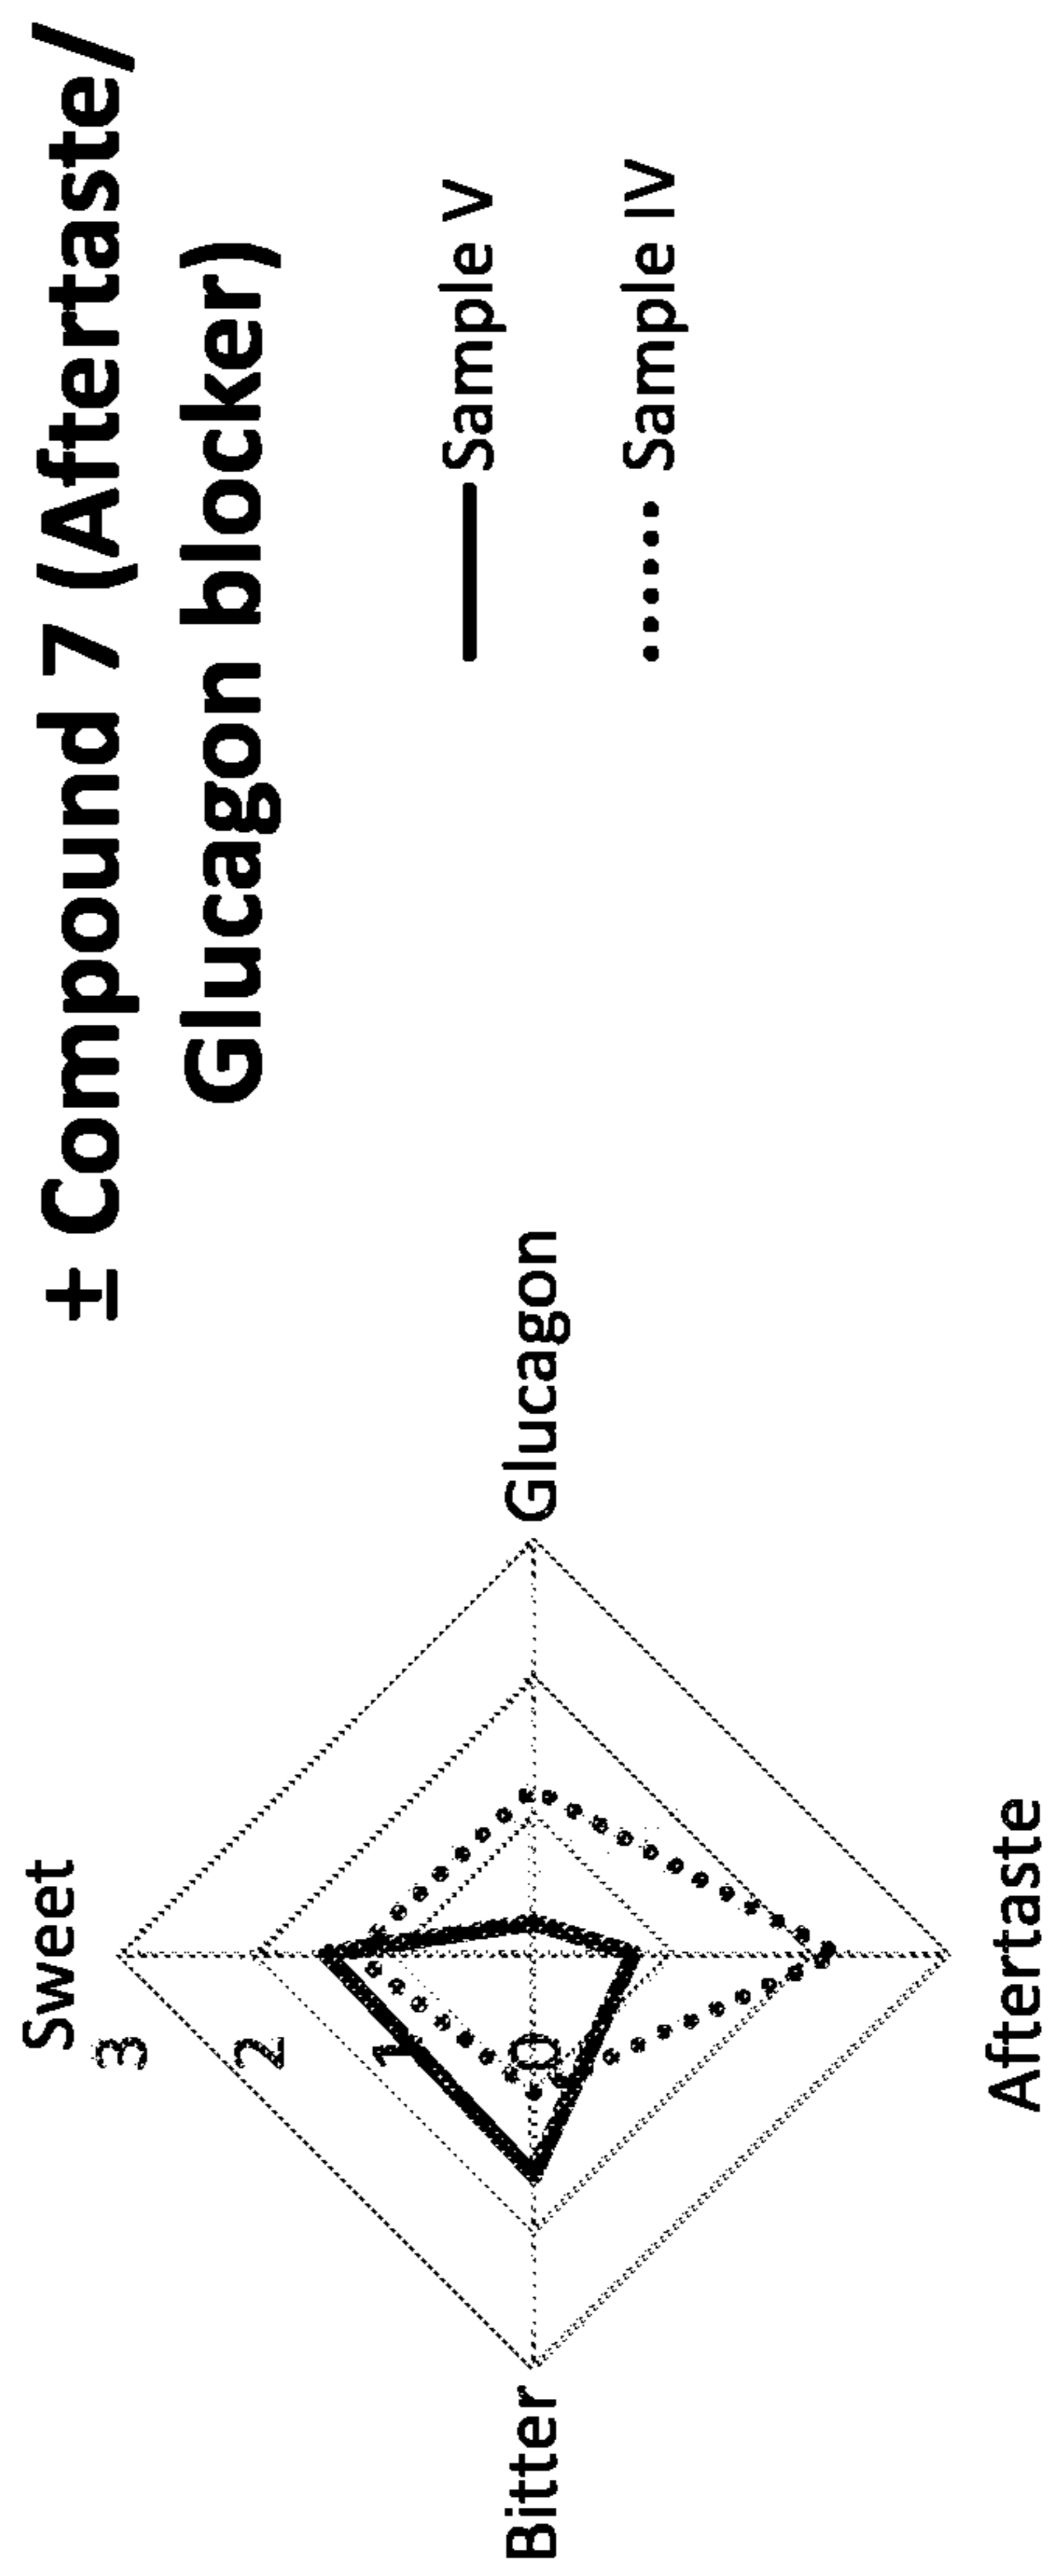 ± Compound 7 (Aftertaste/
Glucagon blocker)
Sweet
3
2
1
0
Glucagon
Bitter
Aftertaste
Sample V
Sample IV